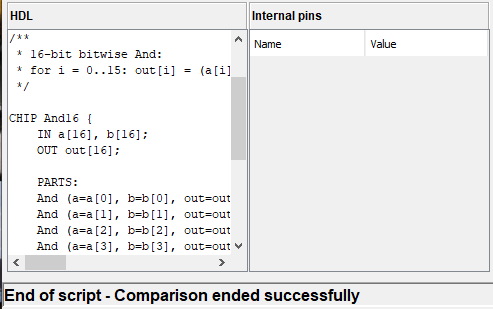 HDL
/**
 * 16-bit bitwise And:
 * for i = 0..15: out[i] = (a[i]
 */
CHIP And16 {
    IN a[16], b[16];
    OUT out[16];
    PARTS:
    And (a=a[0], b=b[0], out=out
    And (a=a[1], b=b[1], out=out
    And (a=a[2], b=b[2], out=out
    And (a=a[3], b=b[3], out=out
Internal pins
Name Value
End of script - Comparison ended successfully